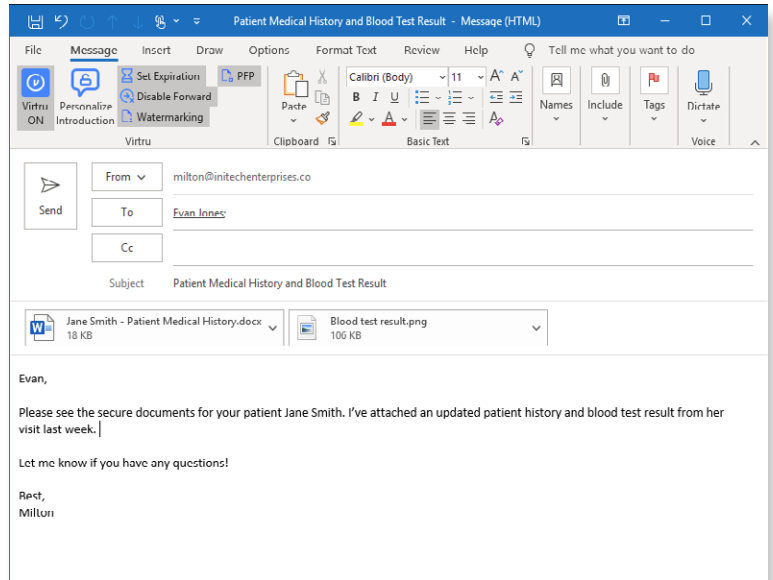 Patient Medical History and Blood Test Result - Message (HTML)
File Message Insert Draw Options Format Text Review Help Tell me what you want to do
Virtru ON
Personalize Introduction
Set Expiration
Disable Forward
Watermarking
PFP
Virtru
Paste
Clipboard
Calibri (Body) 11 A A
B I U
A
Basic Text
Names
Include
Tags
Dictate
Voice
Send
From milton@initechenterprises.co
To Evan Jones;
Cc
Subject Patient Medical History and Blood Test Result
Jane Smith - Patient Medical History.docx
18 KB
Blood test result.png
106 KB
Evan,
Please see the secure documents for your patient Jane Smith. I've attached an updated patient history and blood test result from her
visit last week.
Let me know if you have any questions!
Best,
Milton